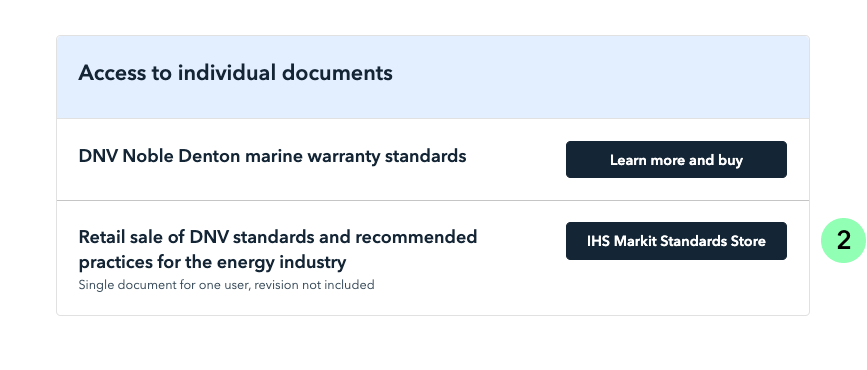 Access to individual documents
DNV Noble Denton marine warranty standards
Learn more and buy
Retail sale of DNV standards and recommended
practices for the energy industry
Single document for one user, revision not included
IHS Markit Standards Store
2